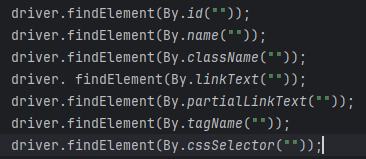 driver.findElement(By.id(""));
driver.findElement(By.name(""));
driver.findElement(By.className(""));
driver. findElement(By.linkText(""));
driver.findElement(By.partialLinkText(""));
driver.findElement(By.tagName(""));
driver.findElement(By.cssSelector(""));